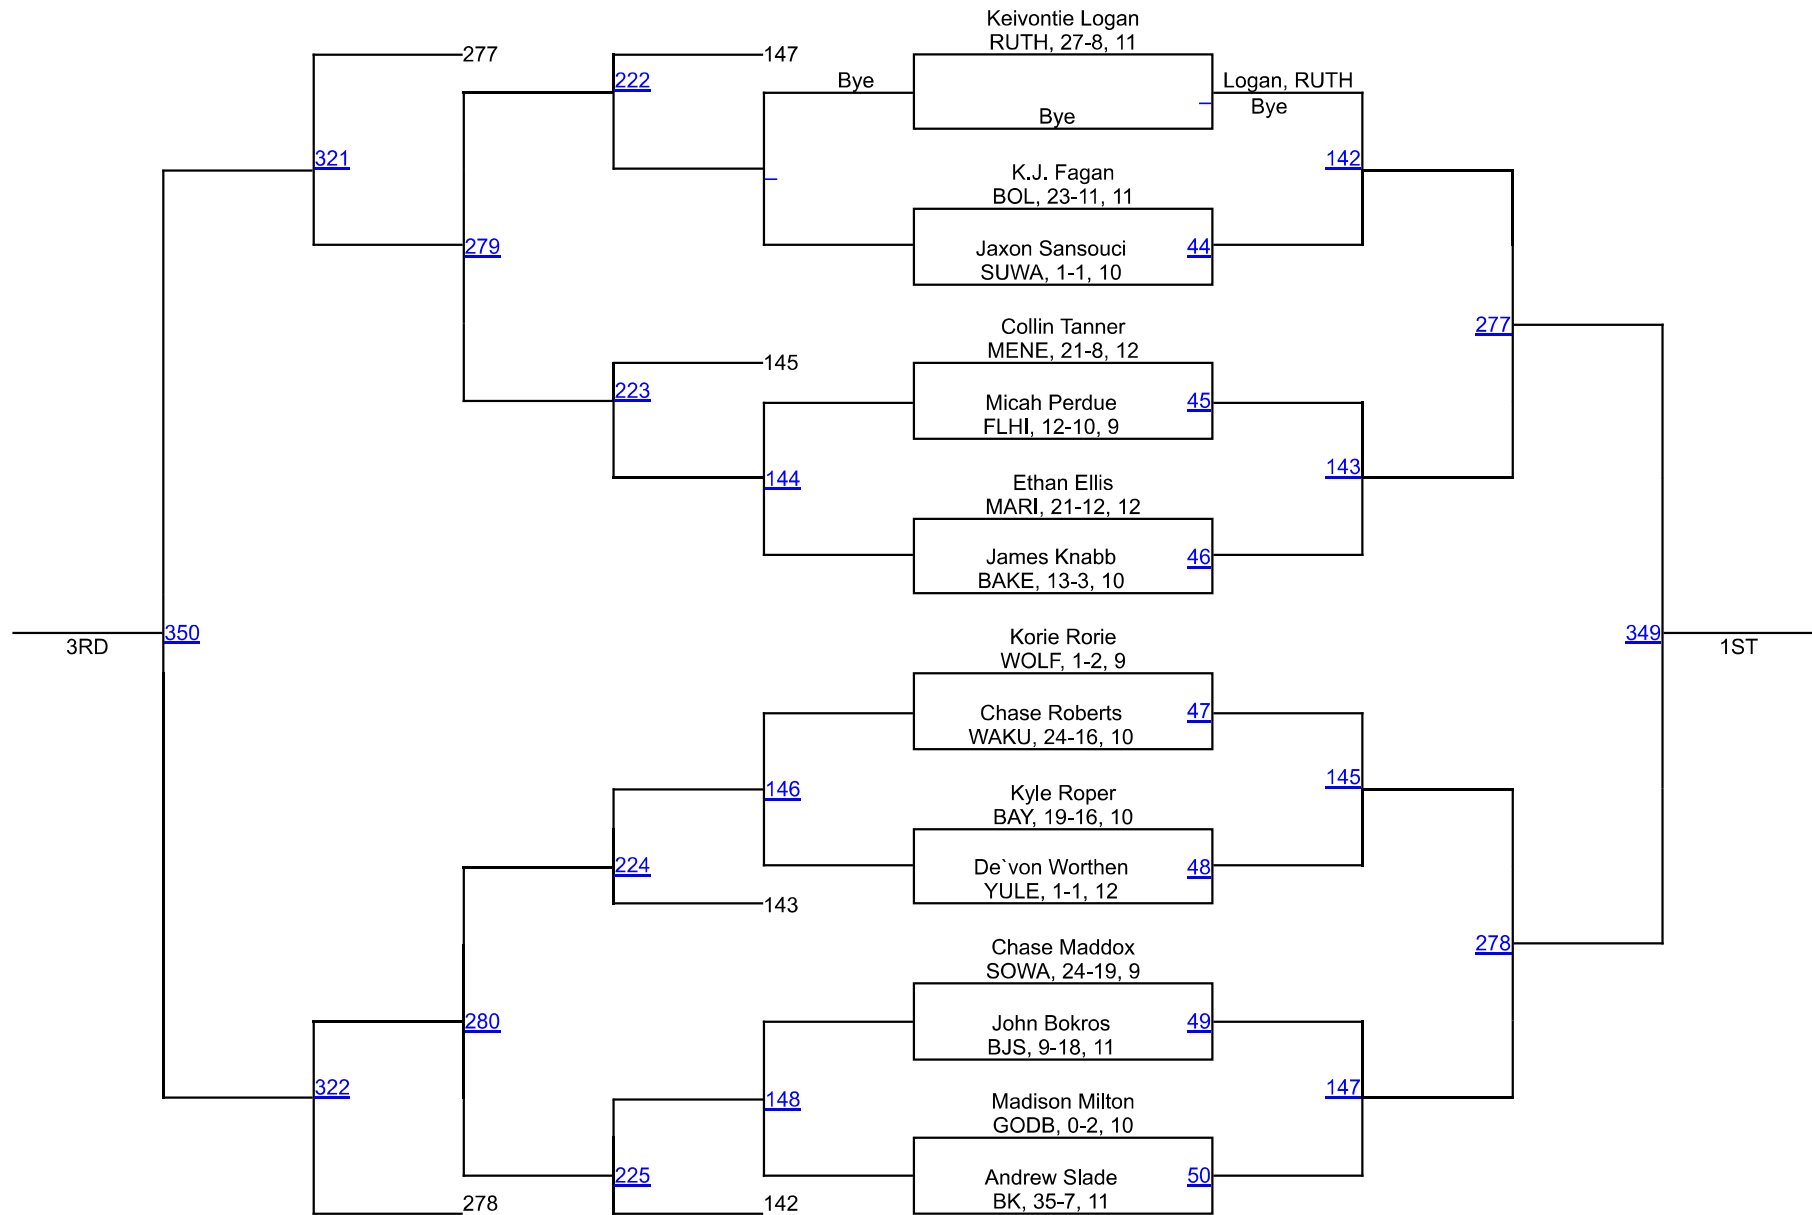 Keivontie Logan
RUTH, 27-8, 11
277
147
222
Bye
Logan, RUTH
Bye
Bye
321
142
K.J. Fagan
BOL, 23-11, 11
279
Jaxon Sansouci
SUWA, 1-1, 10
44
Collin Tanner
MENE, 21-8, 12
277
145
223
Micah Perdue
FLHI, 12-10, 9
45
144
143
Ethan Ellis
MARI, 21-12, 12
James Knabb
BAKE, 13-3, 10
46
350
3RD
Korie Rorie
WOLF, 1-2, 9
349
1ST
Chase Roberts
WAKU, 24-16, 10
47
146
145
Kyle Roper
BAY, 19-16, 10
224
De`von Worthen
YULE, 1-1, 12
48
143
Chase Maddox
SOWA, 24-19, 9
278
280
John Bokros
BJS, 9-18, 11
49
322
148
147
Madison Milton
GODB, 0-2, 10
225
Andrew Slade
BK, 35-7, 11
50
278
142